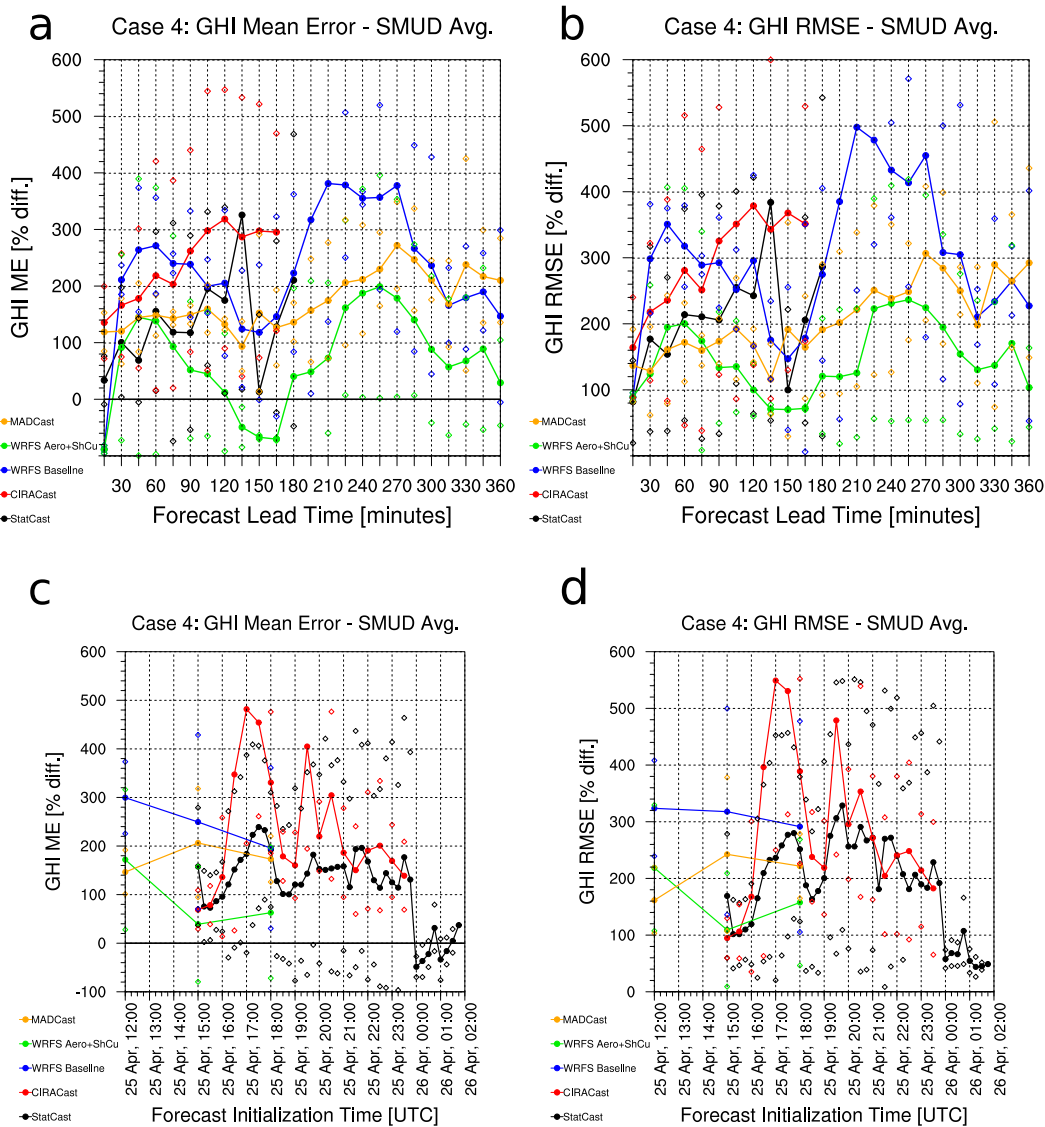 a
Case 4: GHI Mean Error - SMUD Avg.
600
500
400
300
200
100
0
GHI ME [% diff.]
MADCast
WRFS Aero+ShCu
WRFS Baseline
CIRACast
StatCast
30 60 90 120 150 180 210 240 270 300 330 360
Forecast Lead Time [minutes]
b
Case 4: GHI RMSE - SMUD Avg.
600
500
400
300
200
100
GHI RMSE [% diff.]
MADCast
WRFS Aero+ShCu
WRFS Baseline
CIRACast
StatCast
30 60 90 120 150 180 210 240 270 300 330 360
Forecast Lead Time [minutes]
c
Case 4: GHI Mean Error - SMUD Avg.
600
500
400
300
200
100
0
-100
GHI ME [% diff.]
25 Apr, 12:00
25 Apr, 13:00
25 Apr, 14:00
25 Apr, 15:00
25 Apr, 16:00
25 Apr, 17:00
25 Apr, 18:00
25 Apr, 19:00
25 Apr, 20:00
25 Apr, 21:00
25 Apr, 22:00
25 Apr, 23:00
26 Apr, 00:00
26 Apr, 01:00
26 Apr, 02:00
MADCast
WRFS Aero+ShCu
WRFS Baseline
CIRACast
StatCast
Forecast Initialization Time [UTC]
d
Case 4: GHI RMSE - SMUD Avg.
600
500
400
300
200
100
0
GHI RMSE [% diff.]
25 Apr, 12:00
25 Apr, 13:00
25 Apr, 14:00
25 Apr, 15:00
25 Apr, 16:00
25 Apr, 17:00
25 Apr, 18:00
25 Apr, 19:00
25 Apr, 20:00
25 Apr, 21:00
25 Apr, 22:00
25 Apr, 23:00
26 Apr, 00:00
26 Apr, 01:00
26 Apr, 02:00
MADCast
WRFS Aero+ShCu
WRFS Baseline
CIRACast
StatCast
Forecast Initialization Time [UTC]